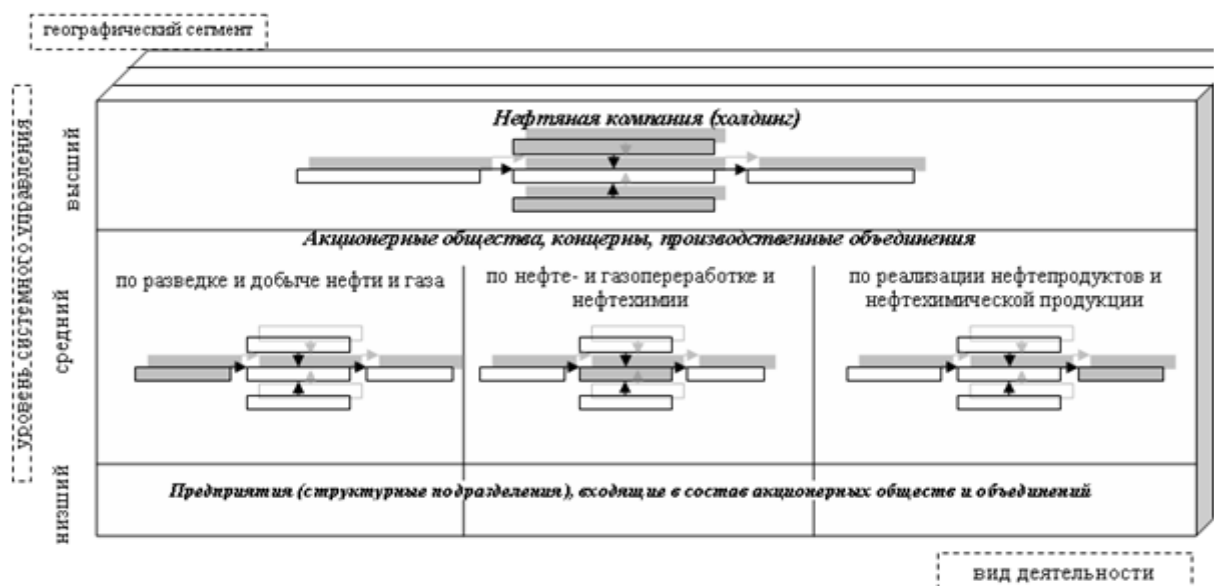 географический сегмент
уровень системного управления
высший
Нефтяная компания (холдинг)
средний
Акционерные общества, концерны, производственные объединения
по разведке и добыче нефти и газа
по нефте- и газопереработке и
нефтехимии
по реализации нефтепродуктов и
нефтехимической продукции
низший
Предприятия (структурные подразделения), входящие в состав акционерных обществ и объединений
вид деятельности